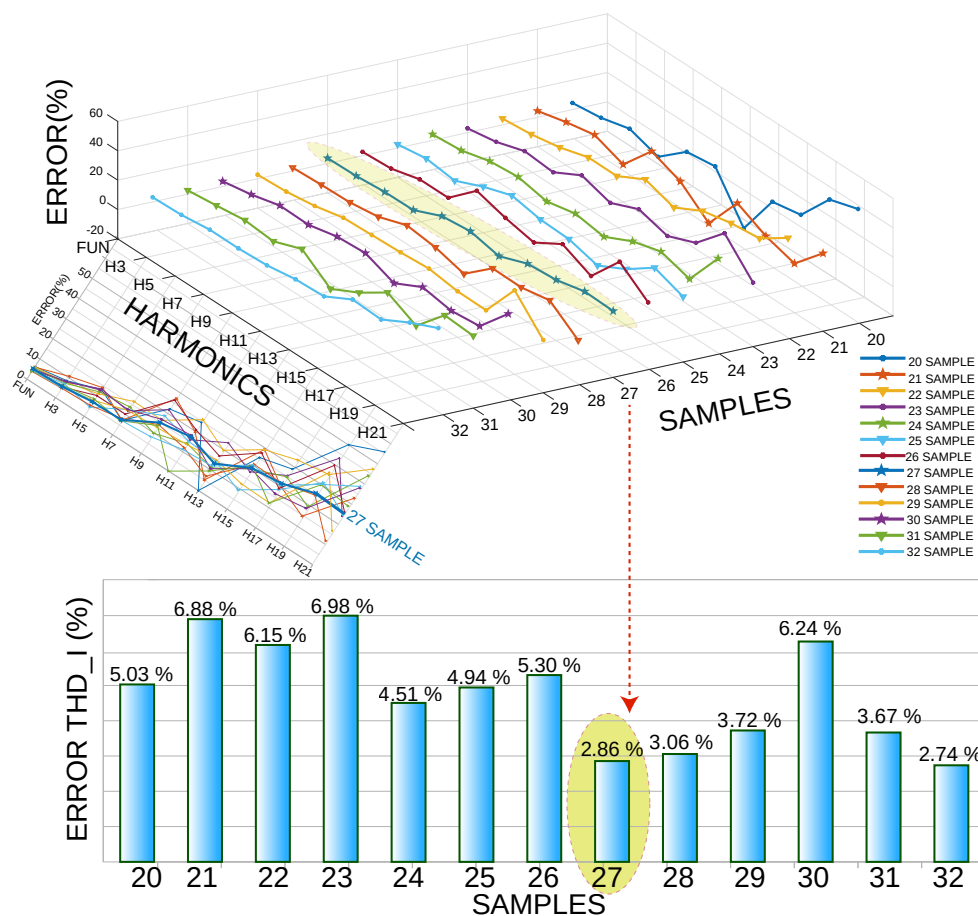 ERROR(%)
60
40
20
0
-20
FUN
H3
H5
H7
H9
H11
H13
H15
H17
H19
H21
HARMONICS
32
31
30
29
28
27
26
25
24
23
22
21
20
SAMPLES
ERROR(%)
50
40
30
20
10
0
FUN
H3
H5
H7
H9
H11
H13
H15
H17
H19
H21
27 SAMPLE
20 SAMPLE
21 SAMPLE
22 SAMPLE
23 SAMPLE
24 SAMPLE
25 SAMPLE
26 SAMPLE
27 SAMPLE
28 SAMPLE
29 SAMPLE
30 SAMPLE
31 SAMPLE
32 SAMPLE
ERROR THD_I (%)
5.03 %
6.88 %
6.15 %
6.98 %
4.51 %
4.94 %
5.30 %
2.86 %
3.06 %
3.72 %
6.24 %
3.67 %
2.74 %
20 21 22 23 24 25 26 27 28 29 30 31 32
SAMPLES